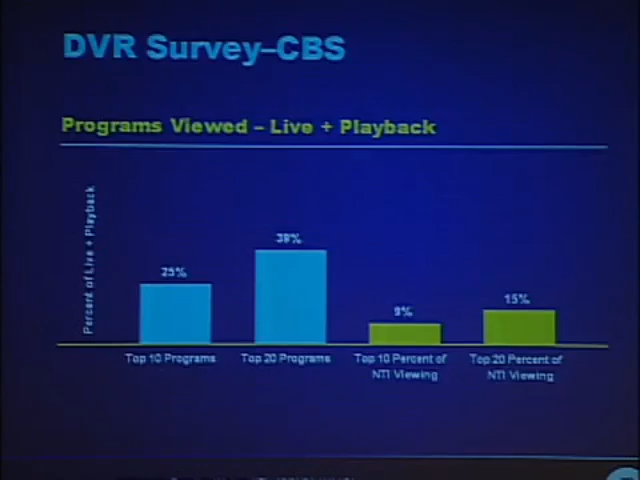 DVR Survey–CBS
Programs Viewed – Live + Playback
Percent of Live + Playback
25%
39%
9%
15%
Top 10 Programs
Top 20 Programs
Top 10 Percent of
NTI Viewing
Top 20 Percent of
NTI Viewing